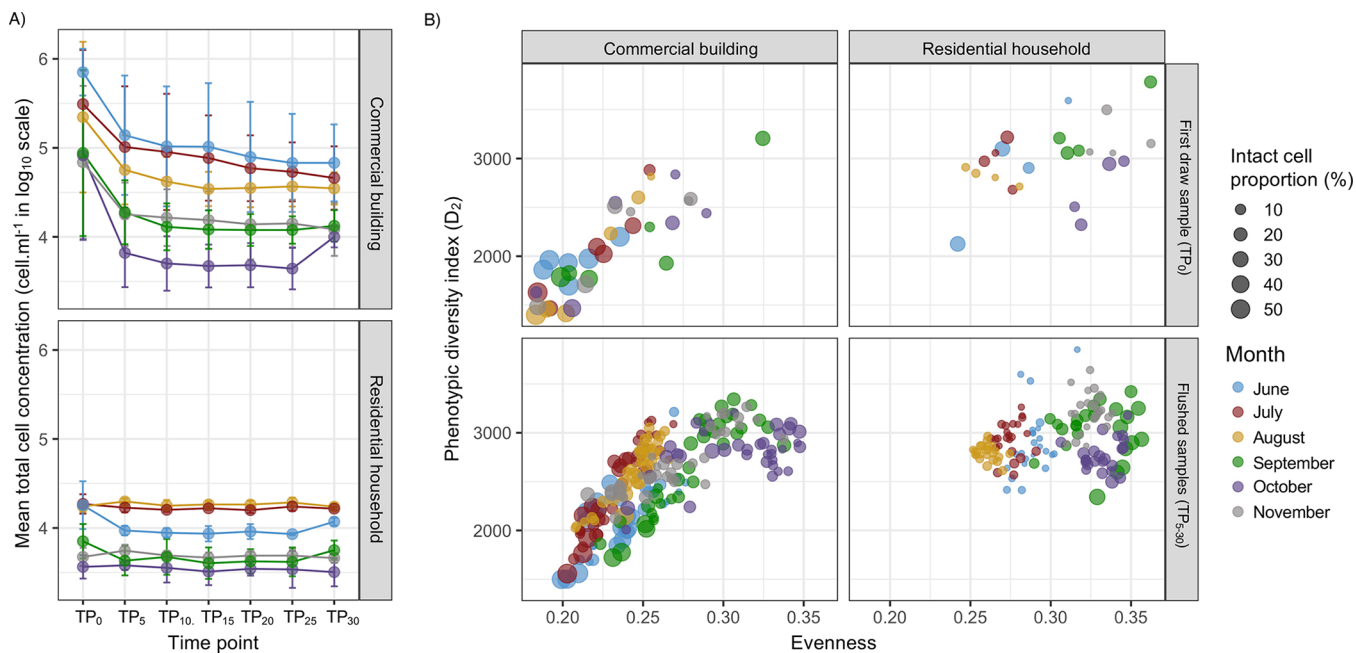 A)
Mean total cell concentration (cell.ml⁻¹ in log₁₀ scale)
6
5
4
Commercial building
6
5
4
Residential household
TP₀ TP₅ TP₁₀. TP₁₅ TP₂₀ TP₂₅ TP₃₀
Time point
B)
Commercial building
Residential household
Phenotypic diversity index (D₂)
3000
2000
First draw sample (TP₀)
3000
2000
Flushed samples (TP₅₋₃₀)
0.20 0.25 0.30 0.35 0.20 0.25 0.30 0.35
Evenness
Intact cell
proportion (%)
10
20
30
40
50
Month
June
July
August
September
October
November